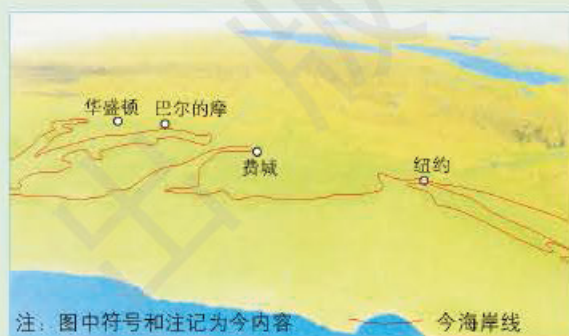 华盛顿 巴尔的摩
费城
纽约
注：图中符号和注记为今内容
今海岸线